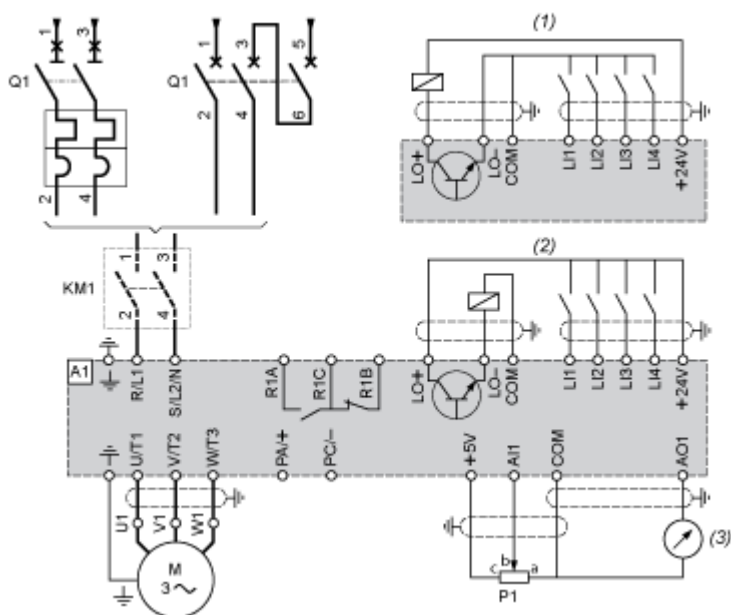 1 3
Q1
2 4
1 3 5
Q1
2 4 6
(1)
LO+ LO- COM LI1 LI2 LI3 LI4 +24V
KM1
1 3
2 4
(2)
A1
R/L1 S/L2/N R1A R1C R1B LO+ LO- COM LI1 LI2 LI3 LI4 +24V
U/T1 V/T2 W/T3 PA/+ PC/- +5V AI1 COM AO1
U1 V1 W1
M
3~
c b a
P1
(3)